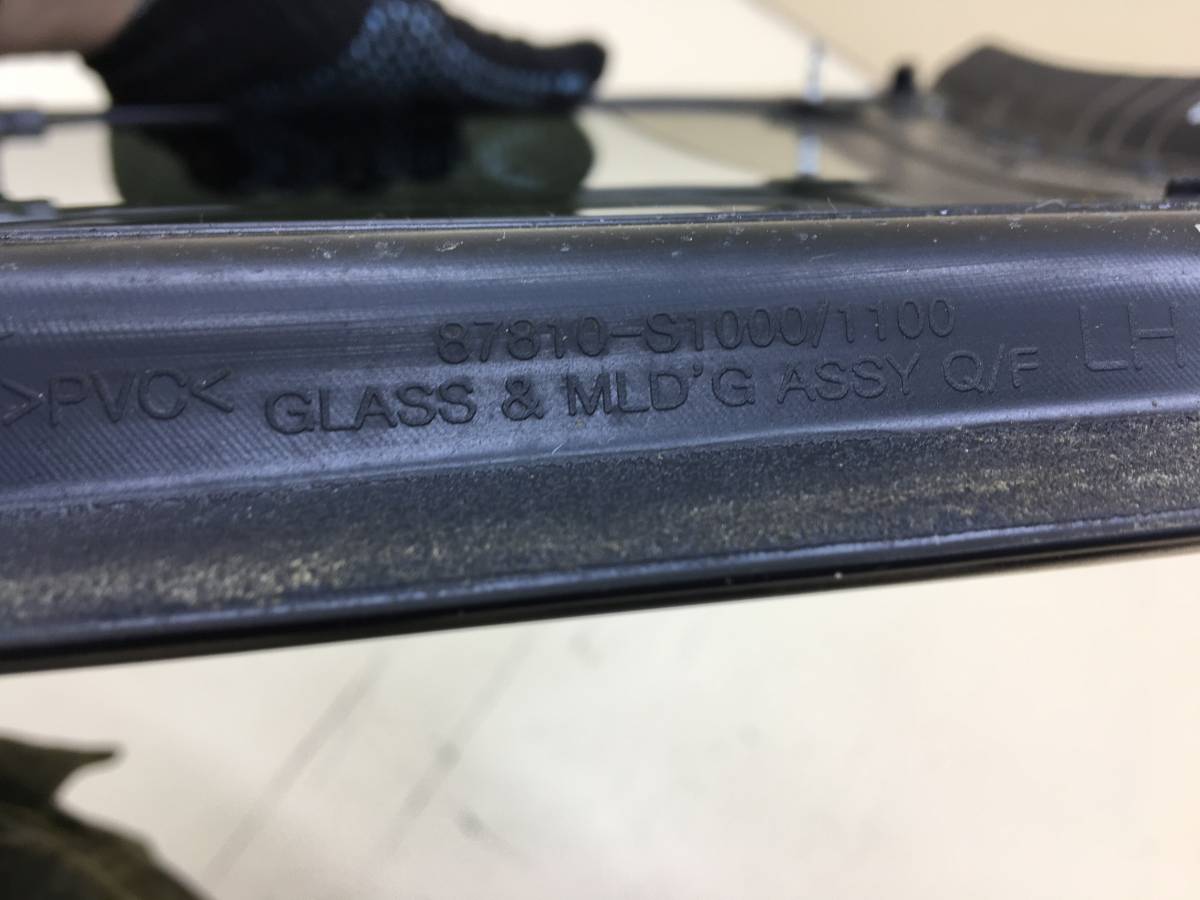 87810-S1000/1100
>PVC< GLASS & MLD'G ASSY Q/F LH